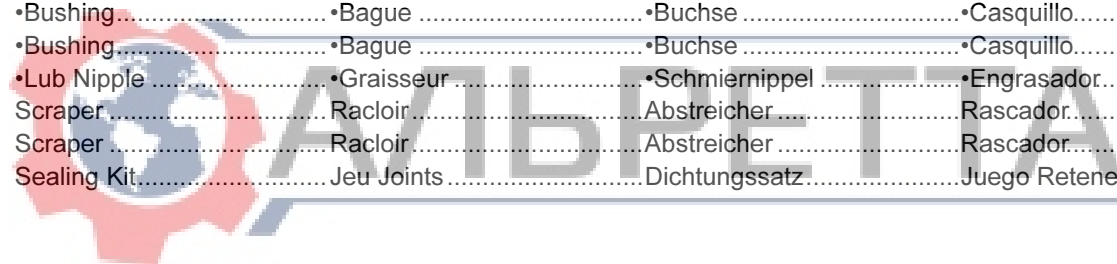 •Bushing .......................... •Bague .......................... •Buchse .......................... •Casquillo......
•Bushing .......................... •Bague .......................... •Buchse .......................... •Casquillo......
•Lub Nipple ...................... •Graisseur ...................... •Schmiernippel ................ •Engrasador..
Scraper ............................ Racloir ............................ Abstreicher ...................... Rascador.......
Scraper ............................ Racloir ............................ Abstreicher ...................... Rascador.......
Sealing Kit ........................ Jeu Joints ........................ Dichtungssatz .................. Juego Retene
АЛЬРЕТТА